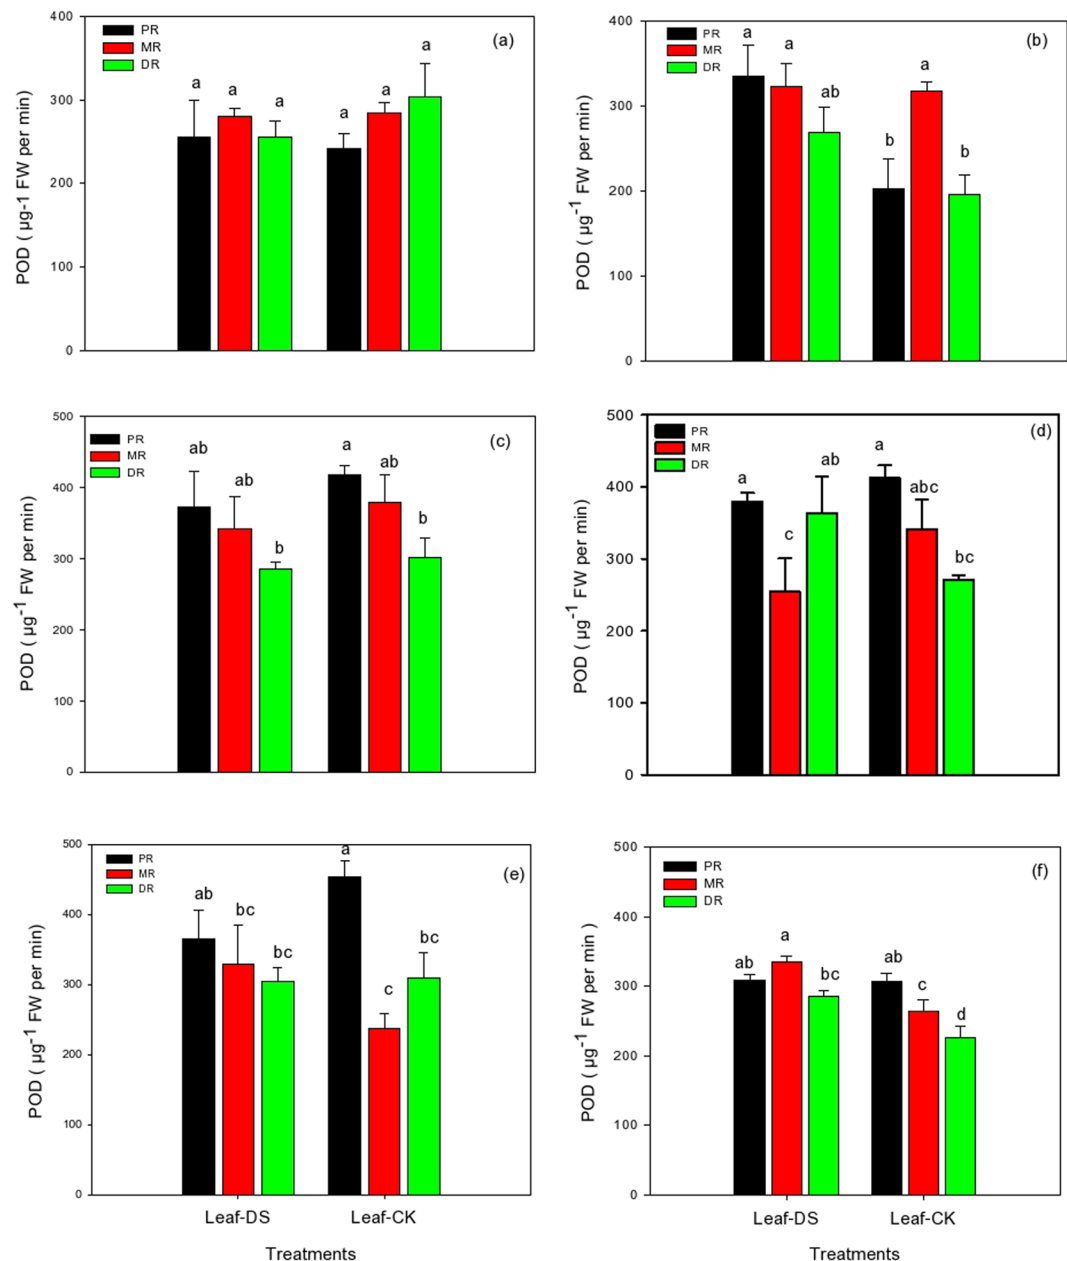 400
PR
MR
DR
(a)
a
a
a
a
a
a
300
200
100
0
POD ( µg-1 FW per min)
400
PR
MR
DR
(b)
a
a
ab
b
a
b
300
200
100
0
POD ( µg-1 FW per min)
500
PR
MR
DR
(c)
ab
ab
b
a
ab
b
400
300
200
100
0
POD ( µg-1 FW per min)
500
PR
MR
DR
(d)
a
c
ab
a
abc
bc
400
300
200
100
0
POD ( µg-1 FW per min)
500
PR
MR
DR
(e)
ab
bc
bc
a
c
bc
400
300
200
100
0
POD ( µg-1 FW per min)
Leaf-DS Leaf-CK
Treatments
500
PR
MR
DR
(f)
ab
a
bc
ab
c
d
400
300
200
100
0
POD ( µg-1 FW per min )
Leaf-DS Leaf-CK
Treatments